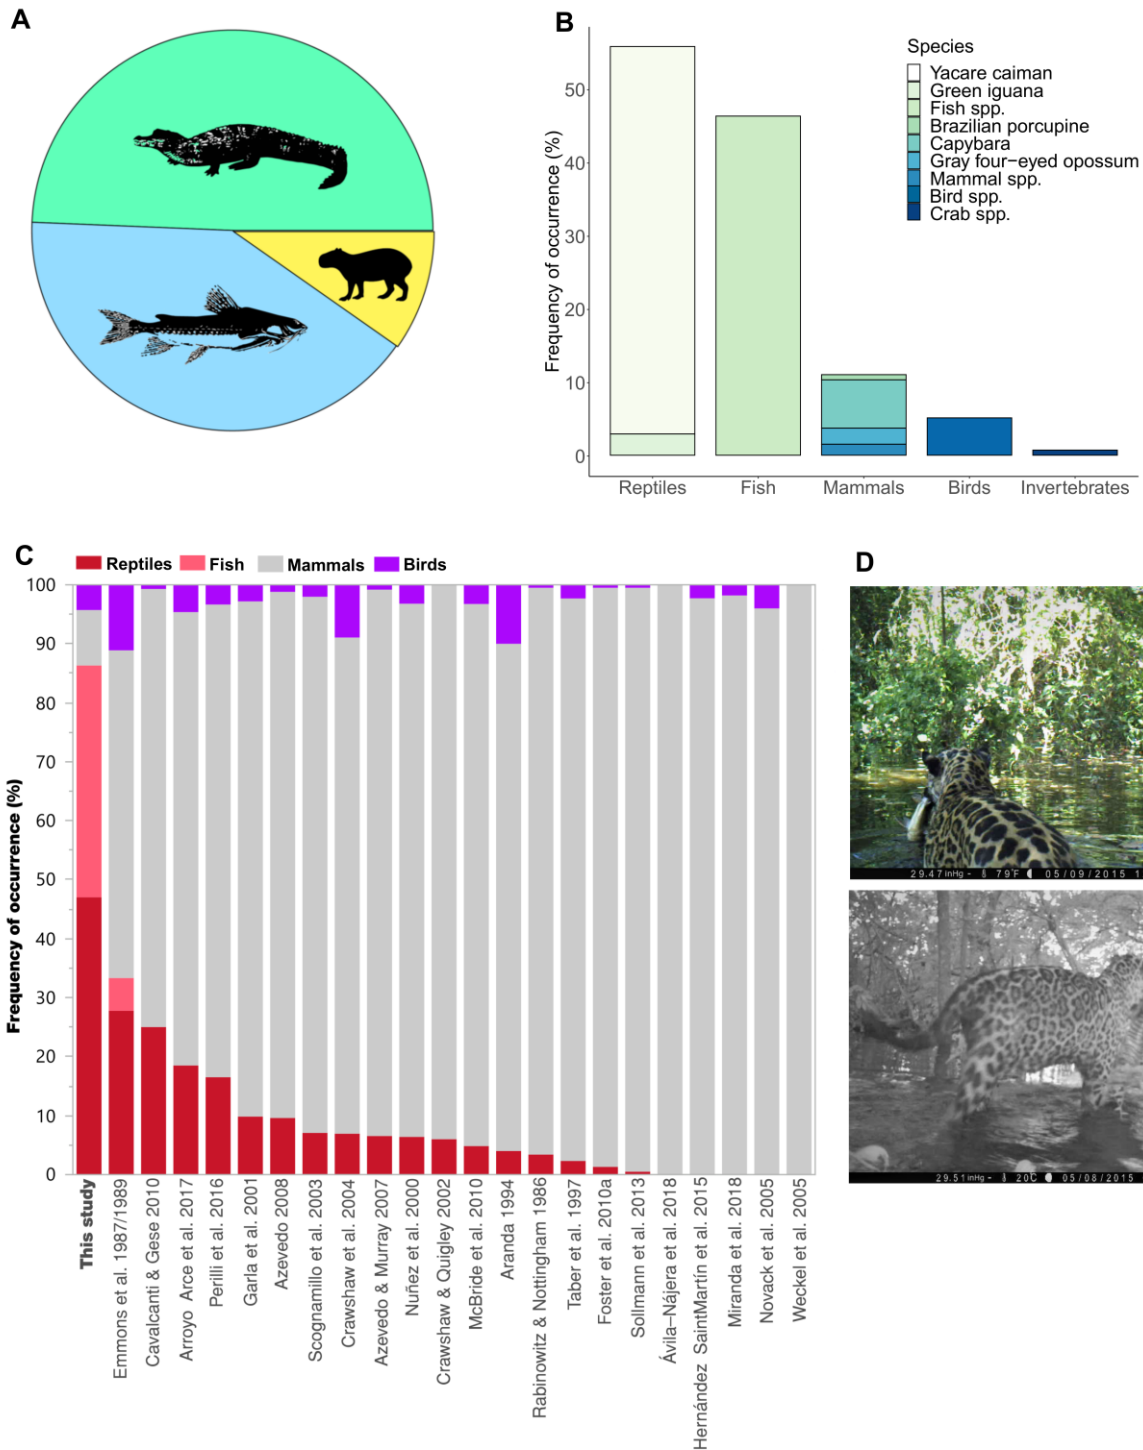 A
B
Species
Yacare caiman
Green iguana
Fish spp.
Brazilian porcupine
Capybara
Gray four-eyed opossum
Mammal spp.
Bird spp.
Crab spp.
Frequency of occurrence (%)
50
40
30
20
10
0
Reptiles Fish Mammals Birds Invertebrates
C
Reptiles Fish Mammals Birds
Frequency of occurrence (%)
100
90
80
70
60
50
40
30
20
10
0
This study
Emmons et al. 1987/1989
Cavalcanti & Gese 2010
Arroyo Arce et al. 2017
Perilli et al. 2016
Garla et al. 2001
Azevedo 2008
Scognamillo et al. 2003
Crawshaw et al. 2004
Azevedo & Murray 2007
Nuñez et al. 2000
Crawshaw & Quigley 2002
McBride et al. 2010
Aranda 1994
Rabinowitz & Nottingham 1986
Taber et al. 1997
Foster et al. 2010a
Sollmann et al. 2013
Ávila-Nájera et al. 2018
Hernández SaintMartín et al. 2015
Miranda et al. 2018
Novack et al. 2005
Weckel et al. 2005
D
29.47 inHg - 79°F 05/09/2015 1
29.51 inHg - 20C 05/08/2015